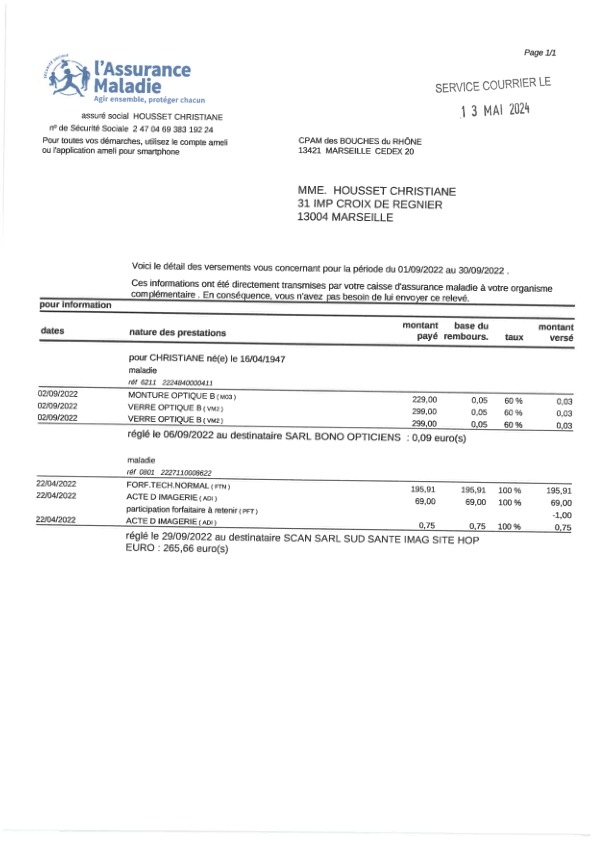 Page 1/1
SÉCURITÉ SOCIALE
l'Assurance
Maladie
Agir ensemble, protéger chacun
SERVICE COURRIER LE
13 MAI 2024
assuré social HOUSSET CHRISTIANE
n° de Sécurité Sociale 2 47 04 69 383 192 24
Pour toutes vos démarches, utilisez le compte ameli
ou l'application ameli pour smartphone
CPAM des BOUCHES du RHÔNE
13421 MARSEILLE CEDEX 20
MME. HOUSSET CHRISTIANE
31 IMP CROIX DE REGNIER
13004 MARSEILLE
Voici le détail des versements vous concernant pour la période du 01/09/2022 au 30/09/2022 .
Ces informations ont été directement transmises par votre caisse d'assurance maladie à votre organisme
complémentaire . En conséquence, vous n'avez pas besoin de lui envoyer ce relevé.
pour information
dates nature des prestations montant payé base du rembours. taux montant versé
pour CHRISTIANE né(e) le 16/04/1947
maladie
réf 6211 2224840000411
02/09/2022 MONTURE OPTIQUE B ( MO3 ) 229,00 0,05 60 % 0,03
02/09/2022 VERRE OPTIQUE B ( VM2 ) 299,00 0,05 60 % 0,03
02/09/2022 VERRE OPTIQUE B ( VM2 ) 299,00 0,05 60 % 0,03
réglé le 06/09/2022 au destinataire SARL BONO OPTICIENS : 0,09 euro(s)
maladie
réf 0801 2227110008622
22/04/2022 FORF.TECH.NORMAL ( FTN ) 195,91 195,91 100 % 195,91
22/04/2022 ACTE D IMAGERIE ( ADI ) 69,00 69,00 100 % 69,00
participation forfaitaire à retenir ( PFT ) -1,00
22/04/2022 ACTE D IMAGERIE ( ADI ) 0,75 0,75 100 % 0,75
réglé le 29/09/2022 au destinataire SCAN SARL SUD SANTE IMAG SITE HOP
EURO : 265,66 euro(s)